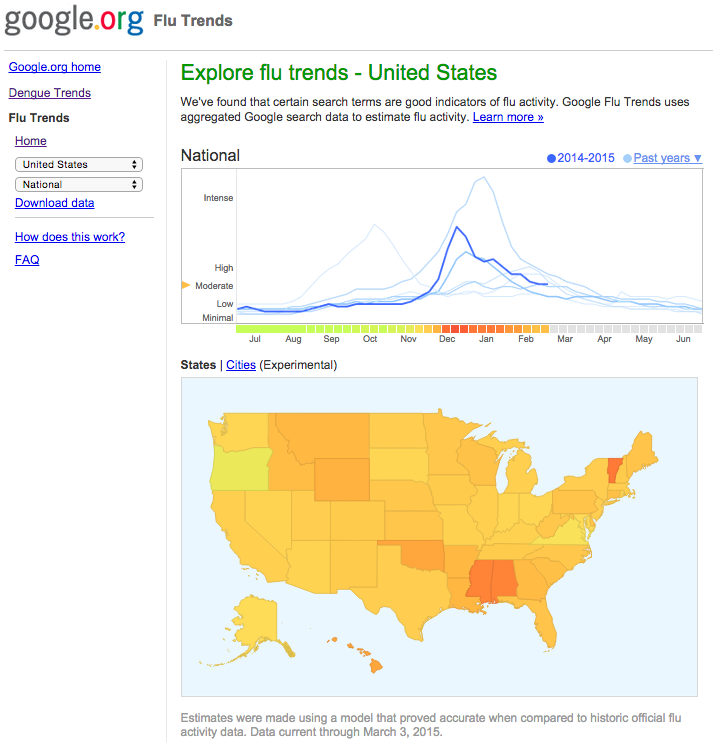 google.org Flu Trends
Google.org home
Dengue Trends
Flu Trends
Home
United States
National
Download data
How does this work?
FAQ
Explore flu trends - United States
We've found that certain search terms are good indicators of flu activity. Google Flu Trends uses
aggregated Google search data to estimate flu activity. Learn more »
National
2014-2015 Past years ▼
Intense
High
Moderate
Low
Minimal
Jul Aug Sep Oct Nov Dec Jan Feb Mar Apr May Jun
States | Cities (Experimental)
Estimates were made using a model that proved accurate when compared to historic official flu
activity data. Data current through March 3, 2015.